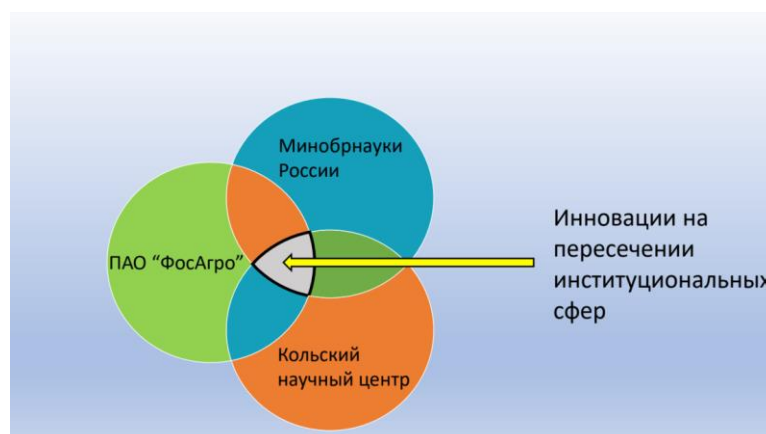 Минобрнауки
России
ПАО “ФосАгро”
Инновации на
пересечении
институциональных
сфер
Кольский
научный центр